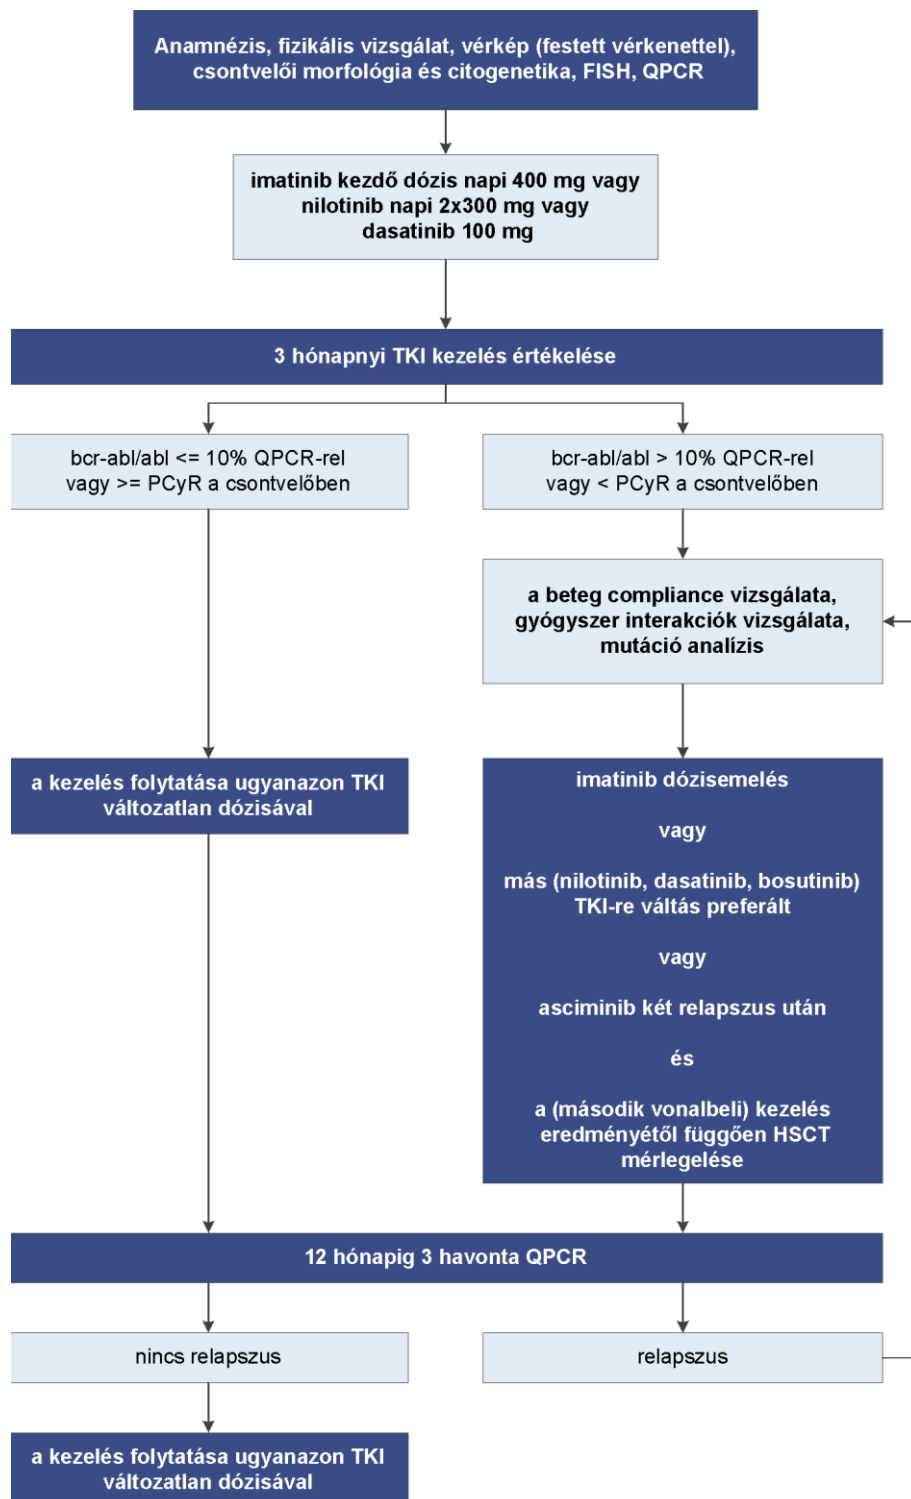 Anamnézis, fizikális vizsgálat, vérkép (festett vérkenettel),
csontvelői morfológia és citogenetika, FISH, QPCR
imatinib kezdő dózis napi 400 mg vagy
nilotinib napi 2x300 mg vagy
dasatinib 100 mg
3 hónapnyi TKI kezelés értékelése
bcr-abl/abl <= 10% QPCR-rel
vagy >= PCyR a csontvelőben
bcr-abl/abl > 10% QPCR-rel
vagy < PCyR a csontvelőben
a beteg compliance vizsgálata,
gyógyszer interakciók vizsgálata,
mutáció analízis
a kezelés folytatása ugyanazon TKI
változatlan dózisával
imatinib dózisemelés
vagy
más (nilotinib, dasatinib, bosutinib)
TKI-re váltás preferált
vagy
asciminib két relapszus után
és
a (második vonalbeli) kezelés
eredményétől függően HSCT
mérlegelése
12 hónapig 3 havonta QPCR
nincs relapszus
relapszus
a kezelés folytatása ugyanazon TKI
változatlan dózisával